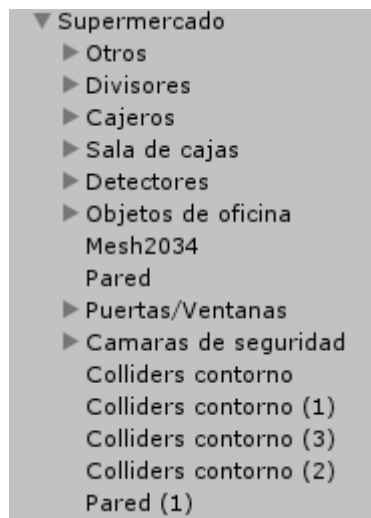 Supermercado
Otros
Divisores
Cajeros
Sala de cajas
Detectores
Objetos de oficina
Mesh2034
Pared
Puertas/Ventanas
Camaras de seguridad
Colliders contorno
Colliders contorno (1)
Colliders contorno (3)
Colliders contorno (2)
Pared (1)